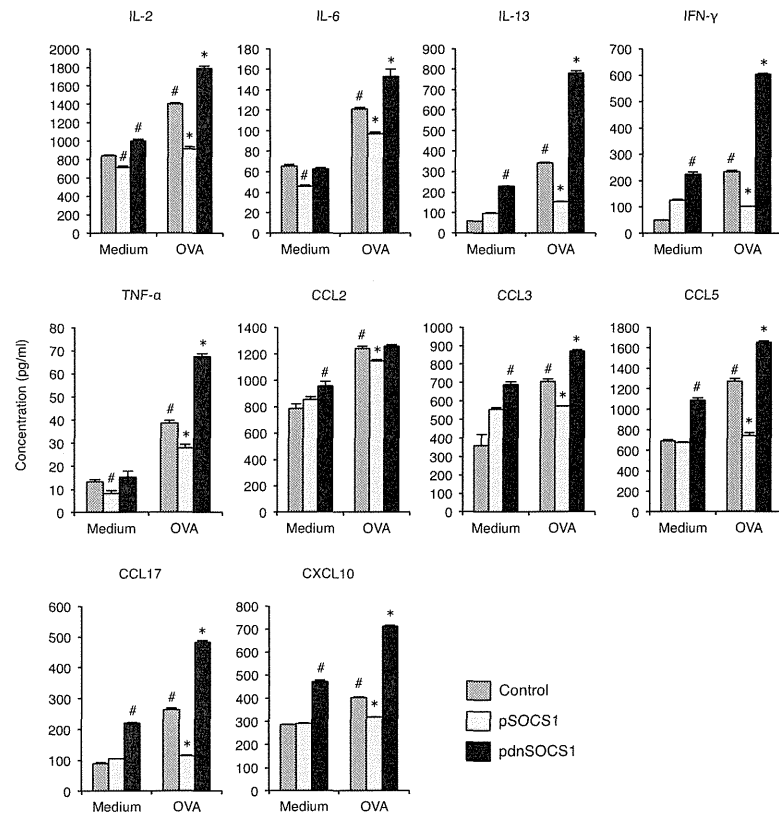 IL-2 IL-6 IL-13 IFN-γ
2000 180 900 700
1800 160 800 600
1600 140 700 500
1400 120 600 400
1200 100 500 300
1000 80 400 200
800 60 300 100
600 40 200 0
400 20 100
200 0 0
0
# # # *
# # *
# # * *
# # * *
Medium OVA Medium OVA Medium OVA Medium OVA
TNF-α CCL2 CCL3 CCL5
Concentration (pg/ml)
80 1400 1000 1800
70 1200 900 1600
60 1000 800 1400
50 800 700 1200
40 600 600 1000
30 400 500 800
20 200 400 600
10 0 300 400
0 200 200
100 0
0
# # * *
# # *
# # * *
# # * *
Medium OVA Medium OVA Medium OVA Medium OVA
CCL17 CXCL10
600 800
500 700
400 600
300 500
200 400
100 300
0 200
100
0
# # * *
# # * *
Medium OVA Medium OVA
Control
pSOCS1
pdnSOCS1